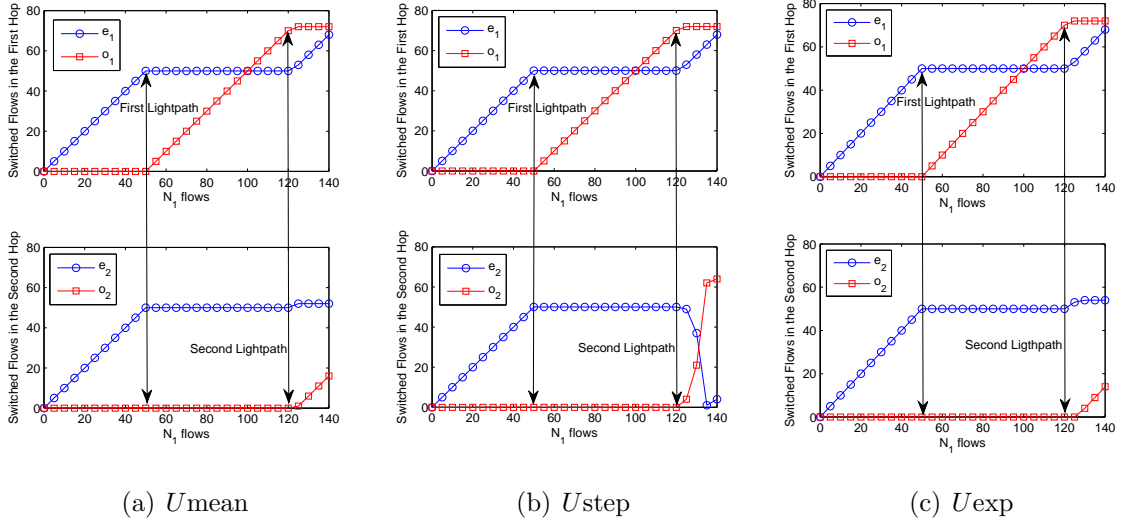 Switched Flows in the First Hop
80
60
40
20
0
e1
o1
First Lightpath
0 20 40 60 80 100 120 140
N1 flows
Switched Flows in the Second Hop
80
60
40
20
0
e2
o2
Second Lightpath
0 20 40 60 80 100 120 140
N1 flows
(a) Umean
Switched Flows in the First Hop
80
60
40
20
0
e1
o1
First Lightpath
0 20 40 60 80 100 120 140
N1 flows
Switched Flows in the Second Hop
80
60
40
20
0
e2
o2
Second Lightpath
0 20 40 60 80 100 120 140
N1 flows
(b) Ustep
Switched Flows in the First Hop
80
60
40
20
0
e1
o1
First Lightpath
0 20 40 60 80 100 120 140
N1 flows
Switched Flows in the Second Hop
80
60
40
20
0
e2
o2
Second Ligthpath
0 20 40 60 80 100 120 140
N1 flows
(c) Uexp